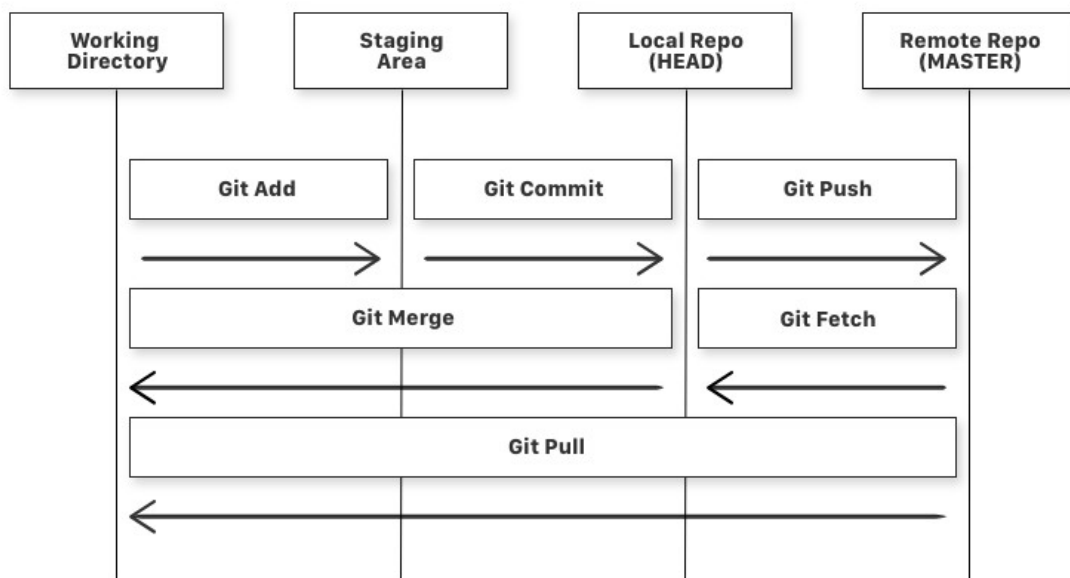 Working
Directory
Staging
Area
Local Repo
(HEAD)
Remote Repo
(MASTER)
Git Add
Git Commit
Git Push
Git Merge
Git Fetch
Git Pull